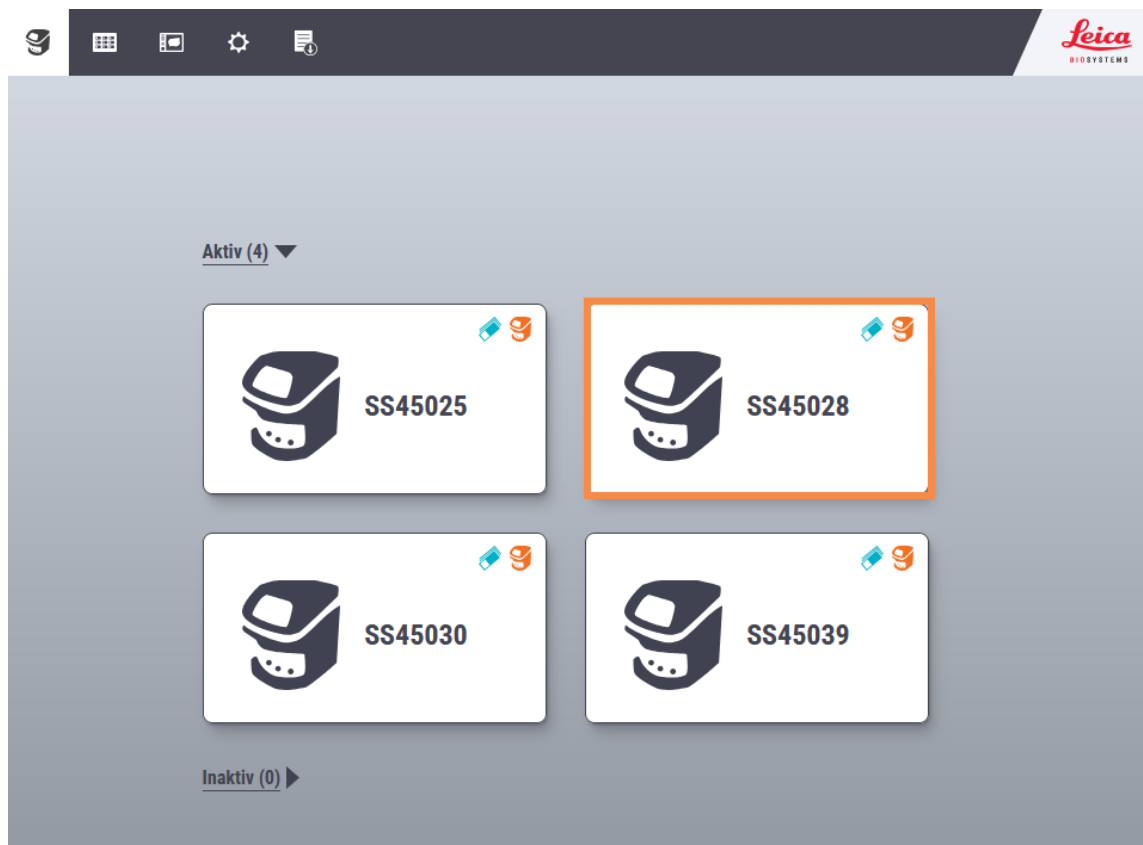 Leica
BIOSYSTEMS
Aktiv (4)
SS45025
SS45028
SS45030
SS45039
Inaktiv (0)